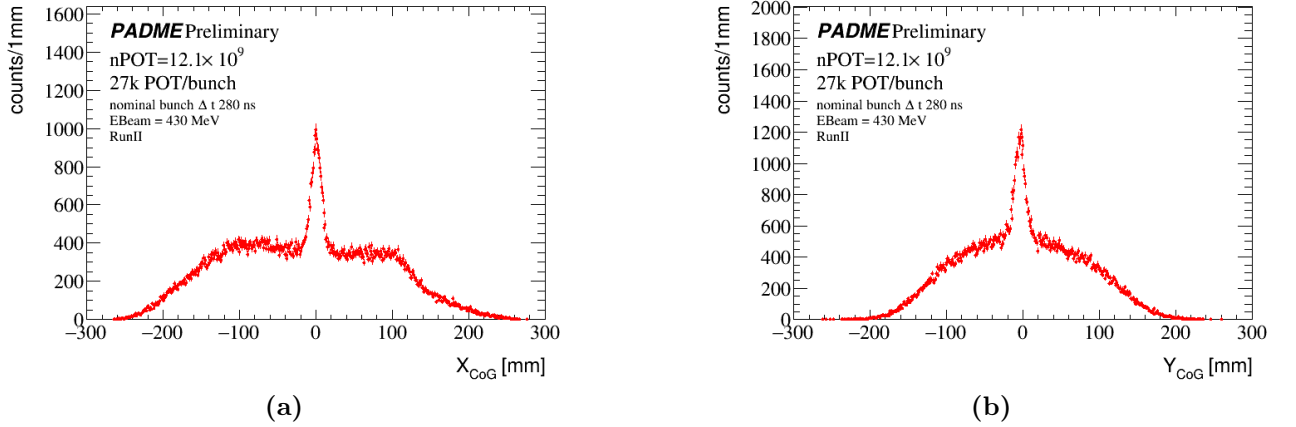 counts/1mm
1600
1400
1200
1000
800
600
400
200
0
−300
−200
−100
0
100
200
300
PADME Preliminary
nPOT=12.1× 10^9
27k POT/bunch
nominal bunch Δ t 280 ns
EBeam = 430 MeV
RunII
X_CoG [mm]
(a)
counts/1mm
2000
1800
1600
1400
1200
1000
800
600
400
200
0
−300
−200
−100
0
100
200
300
PADME Preliminary
nPOT=12.1× 10^9
27k POT/bunch
nominal bunch Δ t 280 ns
EBeam = 430 MeV
RunII
Y_CoG [mm]
(b)